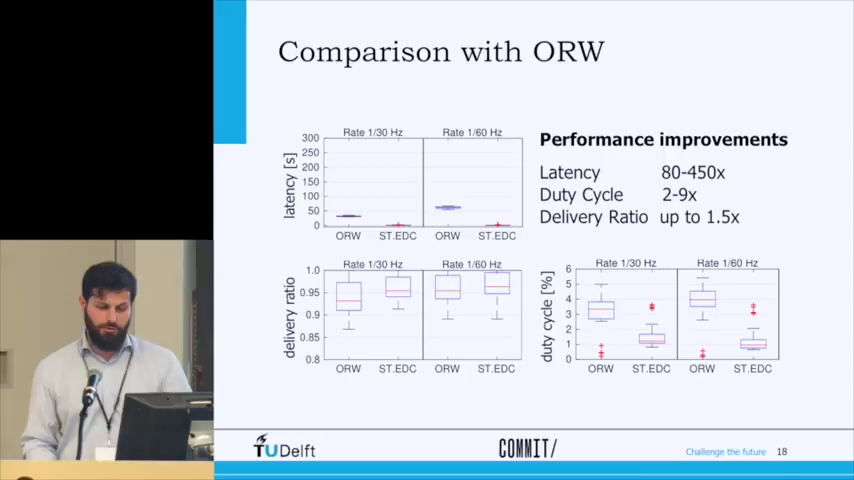 Comparison with ORW
Rate 1/30 Hz
Rate 1/60 Hz
latency [s]
300
250
200
150
100
50
0
ORW
ST.EDC
ORW
ST.EDC
Performance improvements
Latency 80-450x
Duty Cycle 2-9x
Delivery Ratio up to 1.5x
Rate 1/30 Hz
Rate 1/60 Hz
delivery ratio
1.0
0.95
0.9
0.85
0.8
ORW
ST.EDC
ORW
ST.EDC
Rate 1/30 Hz
Rate 1/60 Hz
duty cycle [%]
6
5
4
3
2
1
0
ORW
ST.EDC
ORW
ST.EDC
TU Delft
COMMIT/
Challenge the future 18